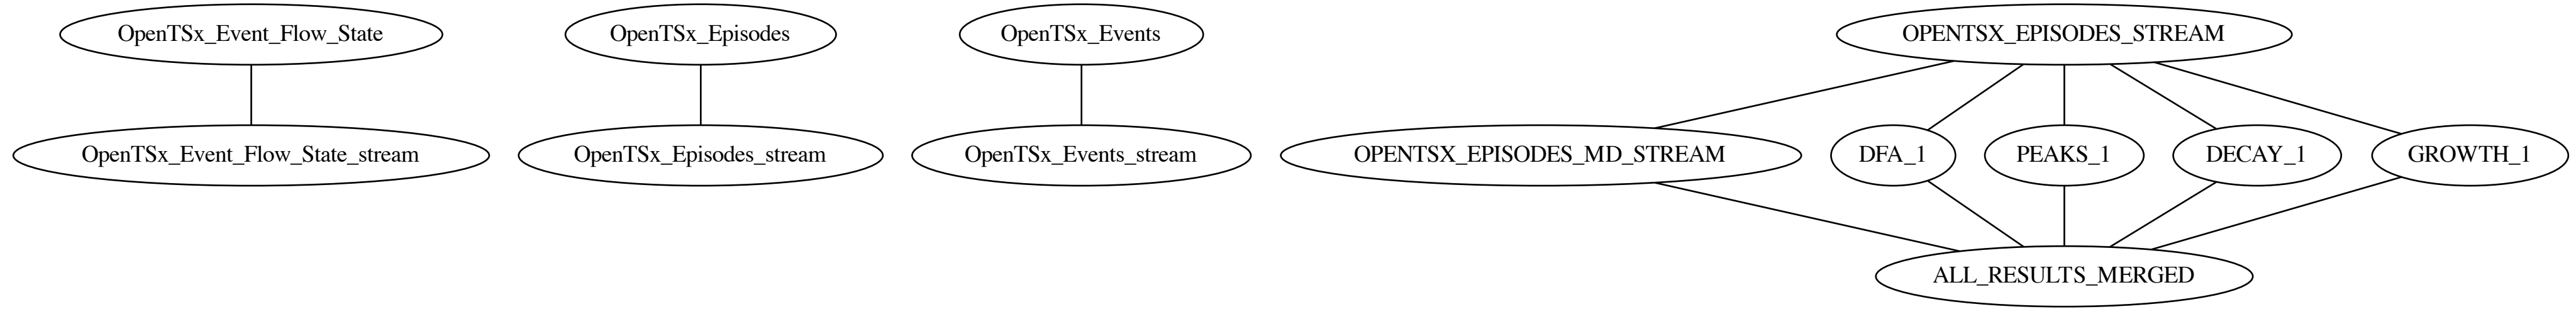 OpenTSx_Event_Flow_State
OpenTSx_Episodes
OpenTSx_Events
OPENTSX_EPISODES_STREAM
OpenTSx_Event_Flow_State_stream
OpenTSx_Episodes_stream
OpenTSx_Events_stream
OPENTSX_EPISODES_MD_STREAM
DFA_1
PEAKS_1
DECAY_1
GROWTH_1
ALL_RESULTS_MERGED